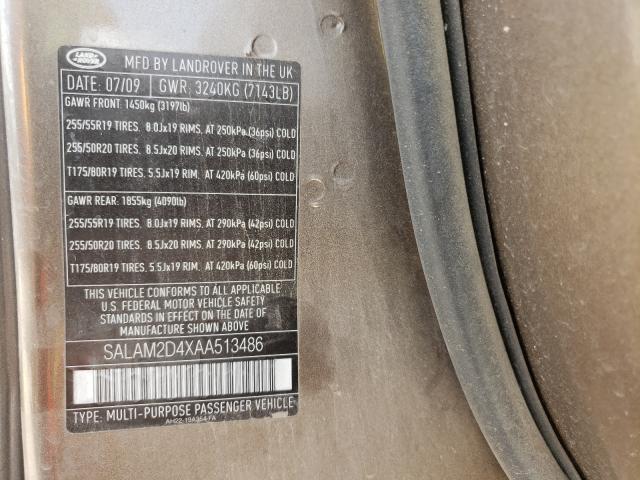 LAND
ROVER
MFD BY LANDROVER IN THE UK
DATE: 07/09 GWR: 3240KG (7143LB)
GAWR FRONT: 1450kg (3197lb)
255/55R19 TIRES. 8.0Jx19 RIMS. AT 250kPa (36psi) COLD
255/50R20 TIRES. 8.5Jx20 RIMS. AT 250kPa (36psi) COLD
T175/80R19 TIRES. 5.5Jx19 RIM. AT 420kPa (60psi) COLD
GAWR REAR: 1855kg (4090lb)
255/55R19 TIRES. 8.0Jx19 RIMS. AT 290kPa (42psi) COLD
255/50R20 TIRES. 8.5Jx20 RIMS. AT 290kPa (42psi) COLD
T175/80R19 TIRES. 5.5Jx19 RIM. AT 420kPa (60psi) COLD
THIS VEHICLE CONFORMS TO ALL APPLICABLE
U.S. FEDERAL MOTOR VEHICLE SAFETY
STANDARDS IN EFFECT ON THE DATE OF
MANUFACTURE SHOWN ABOVE
SALAM2D4XAA513486
TYPE: MULTI-PURPOSE PASSENGER VEHICLE
AH22-19A354-FA